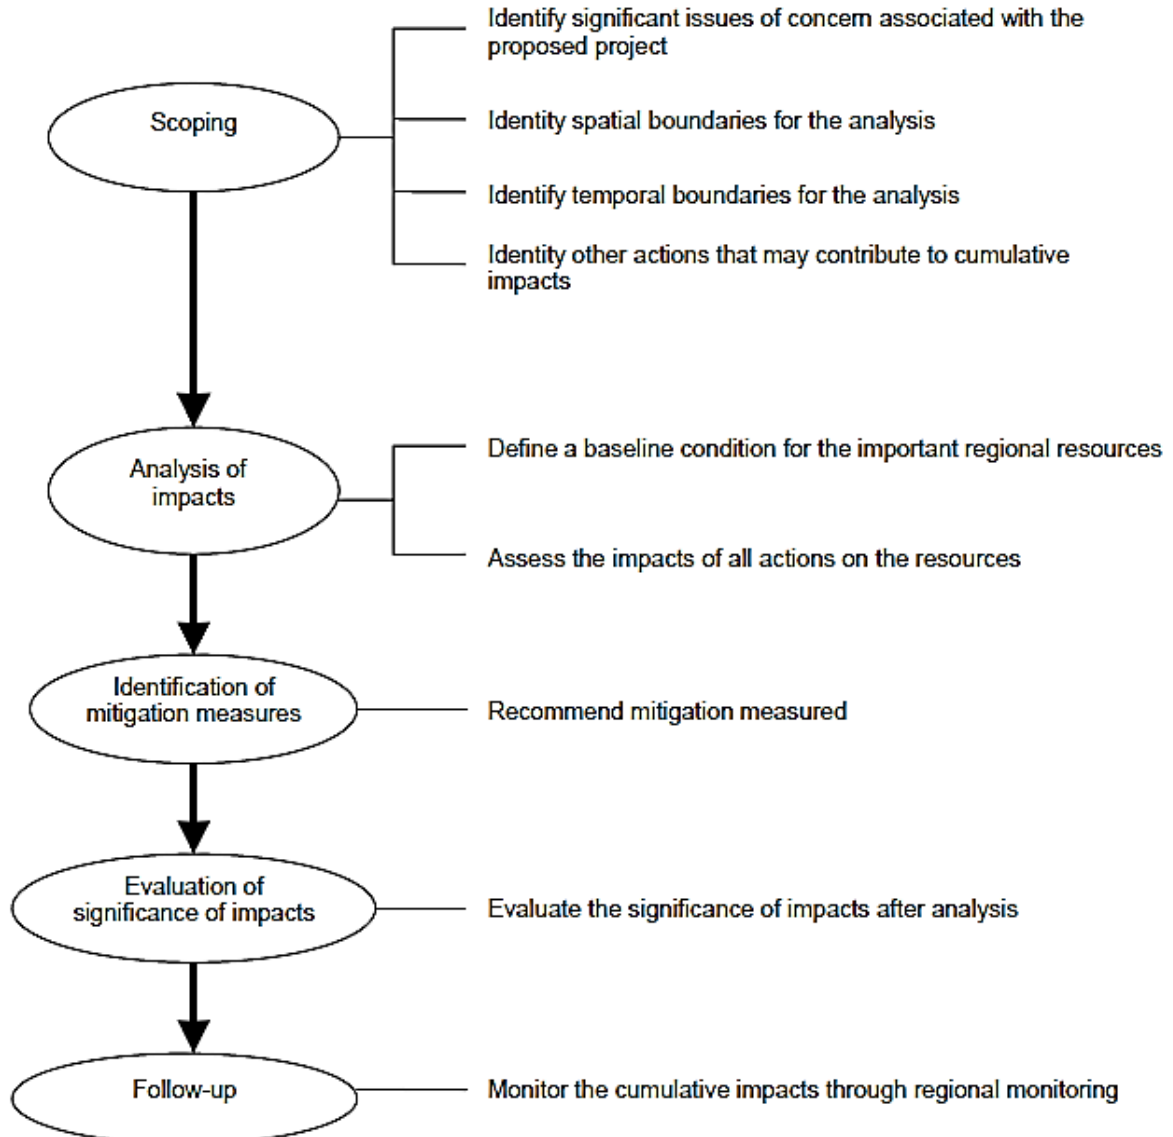 Identify significant issues of concern associated with the
proposed project
Scoping
Identity spatial boundaries for the analysis
Identify temporal boundaries for the analysis
Identity other actions that may contribute to cumulative
impacts
Analysis of
impacts
Define a baseline condition for the important regional resources
Assess the impacts of all actions on the resources
Identification of
mitigation measures
Recommend mitigation measured
Evaluation of
significance of impacts
Evaluate the significance of impacts after analysis
Follow-up
Monitor the cumulative impacts through regional monitoring